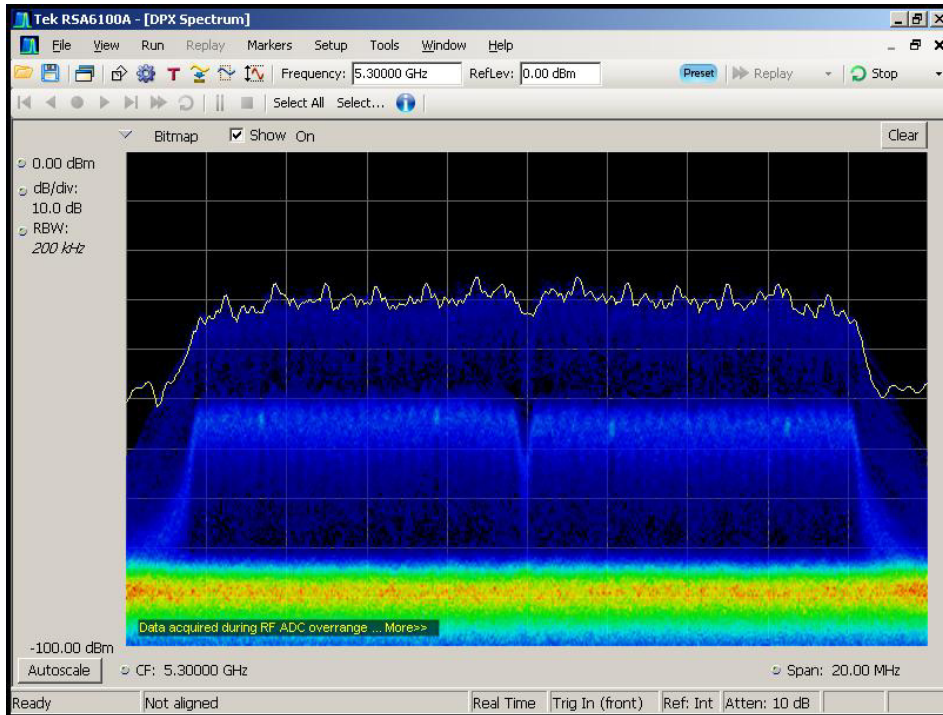 Tek RSA6100A - [DPX Spectrum]
File View Run Replay Markers Setup Tools Window Help
T Frequency: 5.30000 GHz RefLev: 0.00 dBm Preset Replay Stop
Select All Select...
Bitmap Show On Clear
0.00 dBm
dB/div:
10.0 dB
RBW:
200 kHz
Data acquired during RF ADC overrange ... More>>
-100.00 dBm
Autoscale CF: 5.30000 GHz Span: 20.00 MHz
Ready Not aligned Real Time Trig In (front) Ref: Int Atten: 10 dB